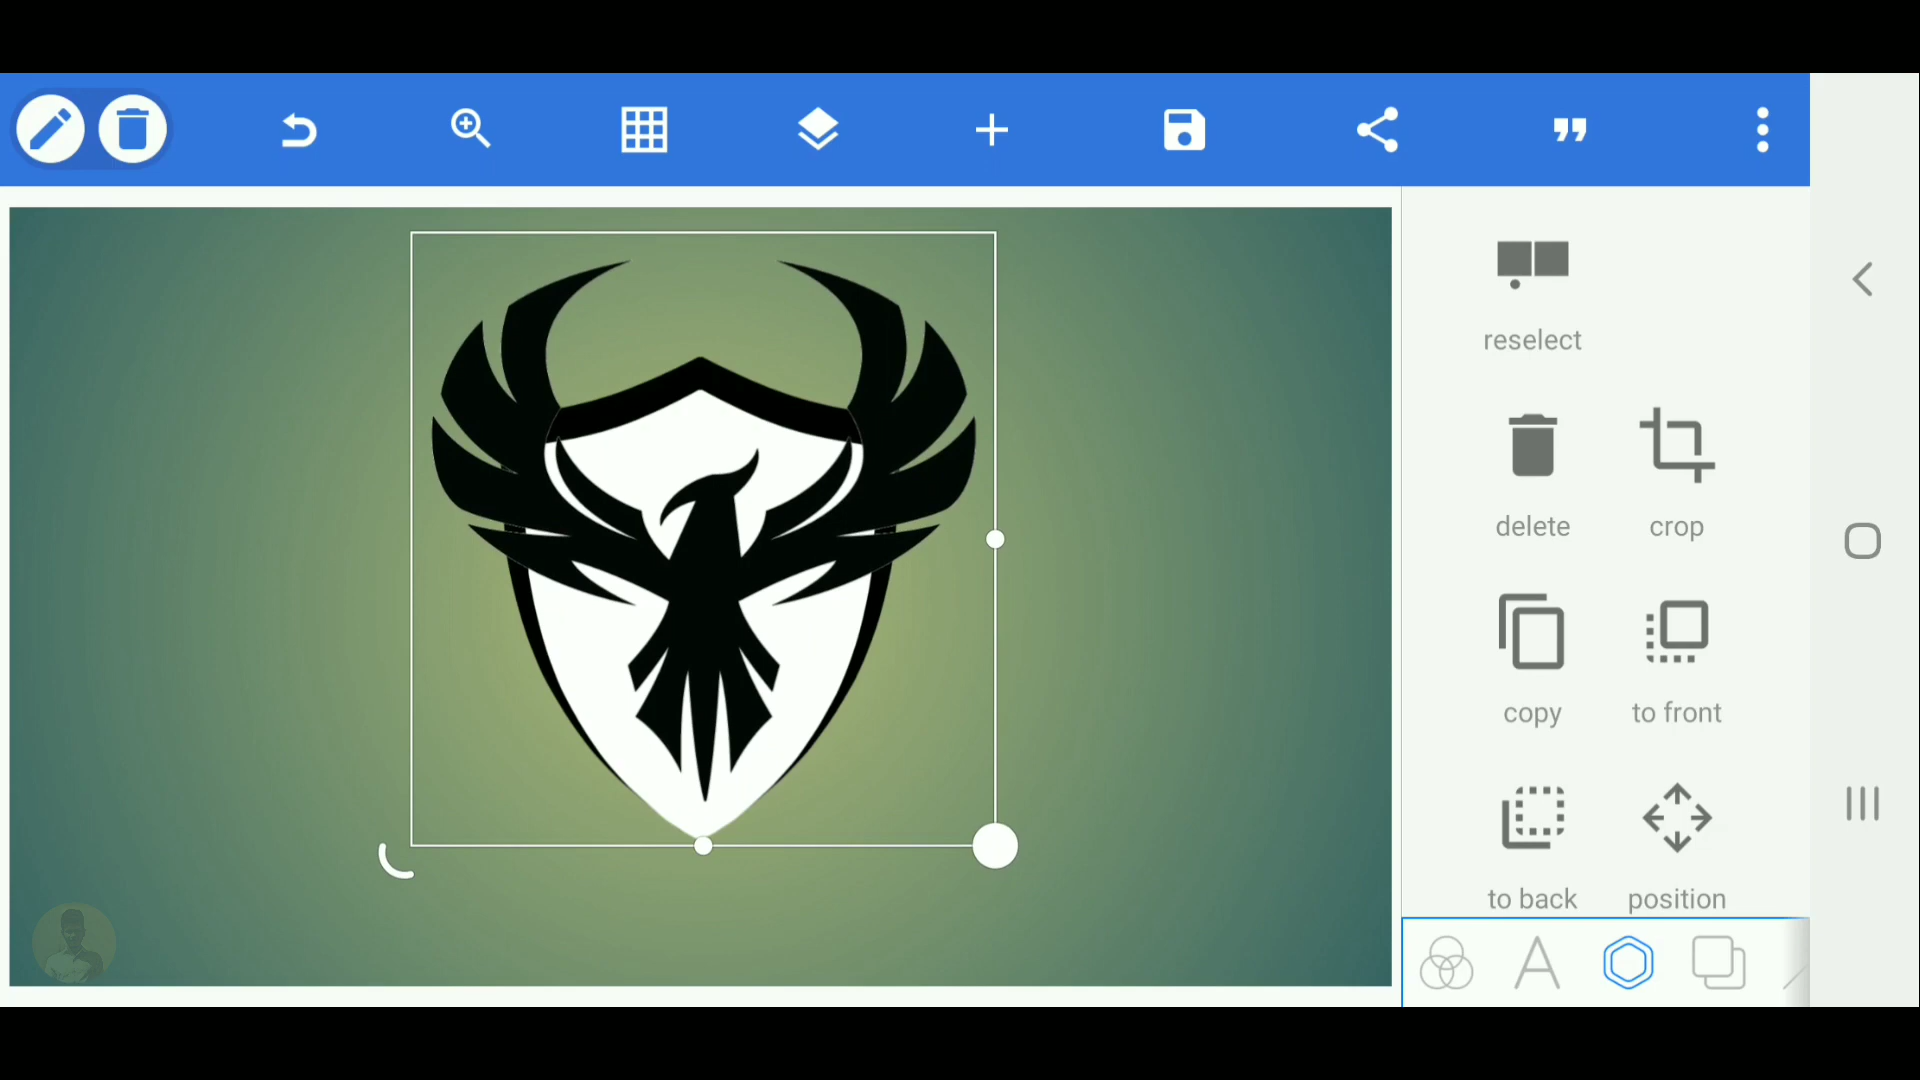 reselect
delete
crop
copy
to front
to back
position